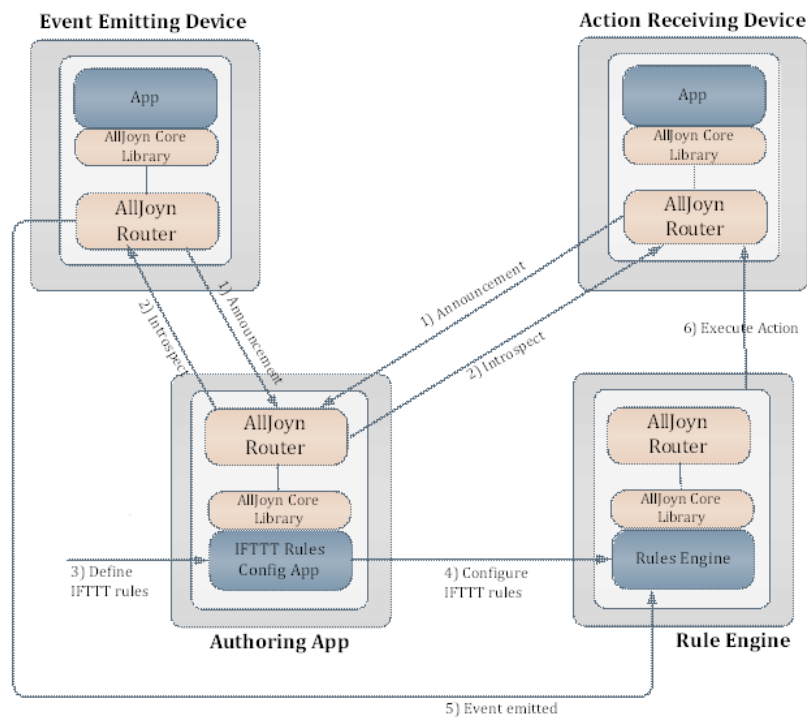 Event Emitting Device
Action Receiving Device
App
AllJoyn Core
Library
AllJoyn
Router
App
AllJoyn Core
Library
AllJoyn
Router
1) Announcement
2) Introspect
1) Announcement
2) Introspect
6) Execute Action
AllJoyn
Router
AllJoyn Core
Library
IFTTT Rules
Config App
AllJoyn
Router
AllJoyn Core
Library
Rules Engine
3) Define
IFTTT rules
4) Configure
IFTTT rules
Authoring App
Rule Engine
5) Event emitted